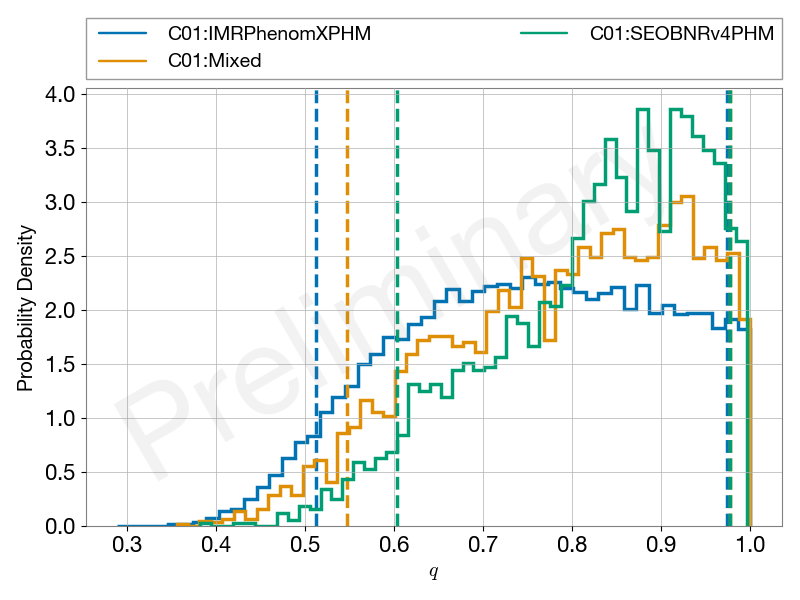 C01:IMRPhenomXPHM
C01:Mixed
C01:SEOBNRv4PHM
4.0
3.5
3.0
2.5
2.0
1.5
1.0
0.5
0.0
Probability Density
Preliminary
0.3 0.4 0.5 0.6 0.7 0.8 0.9 1.0
q